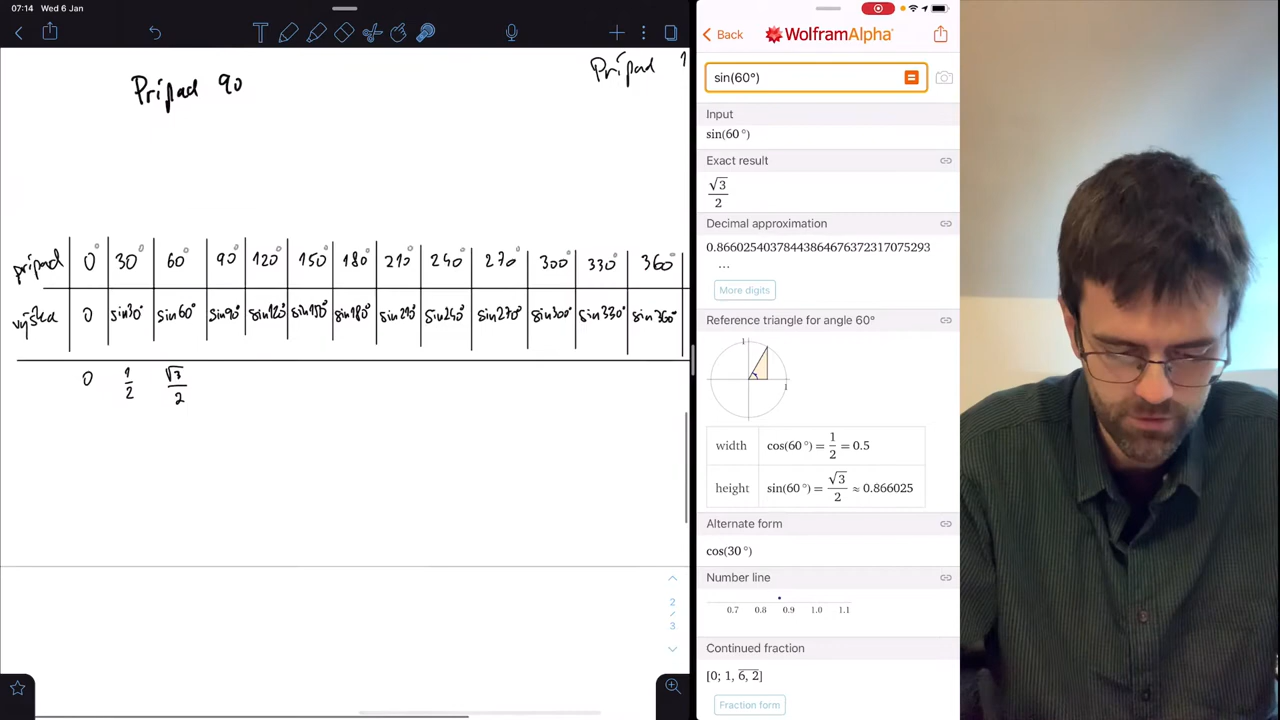 07:14 Wed 6 Jan
Prípad 90
Prípad 1
prípad 0° 30° 60° 90° 120° 150° 180° 210° 240° 270° 300° 330° 360°
výška 0 sin30° sin60° sin90° sin120° sin150° sin180° sin210° sin240° sin270° sin300° sin330° sin360°
0 1/2 √3/2
2
/
3
Back
WolframAlpha
sin(60°)
Input
sin(60 °)
Exact result
√3/2
Decimal approximation
0.8660254037844386467637231707​5293
…
More digits
Reference triangle for angle 60°
1
1
width cos(60 °) = 1/2 = 0.5
height sin(60 °) = √3/2 ≈ 0.866025
Alternate form
cos(30 °)
Number line
0.7 0.8 0.9 1.0 1.1
Continued fraction
[0; 1, 6, 2]
Fraction form